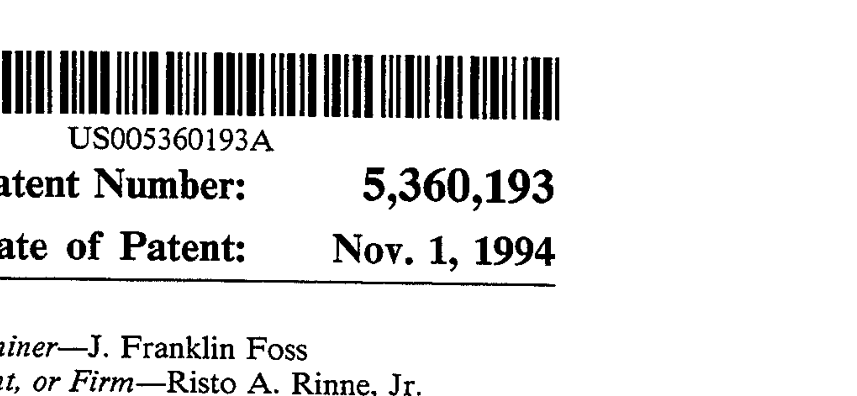 US005360193A
atent Number: 5,360,193
ate of Patent: Nov. 1, 1994
iner—J. Franklin Foss
nt, or Firm—Risto A. Rinne, Jr.